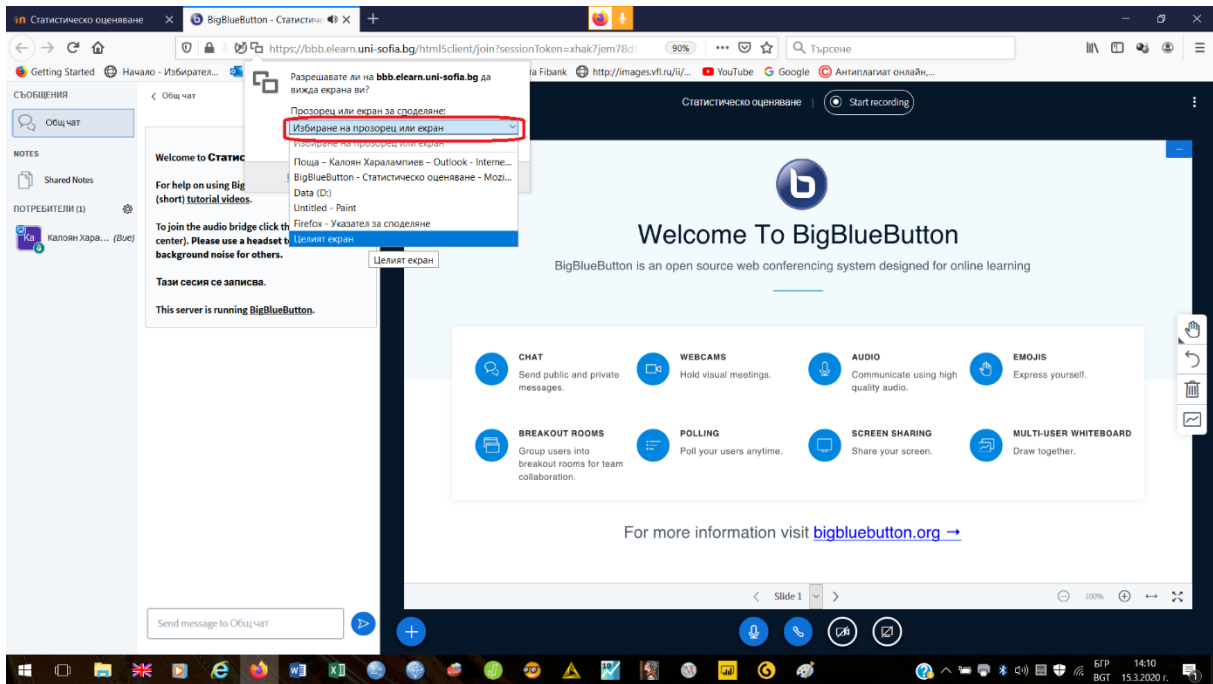 Статистическо оценяване
BigBlueButton - Статистиче
https://bbb.elearn.uni-sofia.bg/html5client/join?sessionToken=xhak7jem78d
90%
Търсене
Getting Started
Начало - Избирател...
ra Fibank
http://images.vfl.ru/ii/...
YouTube
Google
Антиплагиат онлайн,...
Разрешавате ли на bbb.elearn.uni-sofia.bg да
вижда екрана ви?
Прозорец или екран за споделяне:
Избиране на прозорец или екран
Избиране на прозорец или екран
Поща – Калоян Харалампиев – Outlook - Interne...
BigBlueButton - Статистическо оценяване - Mozi...
Data (D:)
Untitled - Paint
Firefox - Указател за споделяне
Целият екран
Целият екран
СЪОБЩЕНИЯ
Общ чат
NOTES
Shared Notes
ПОТРЕБИТЕЛИ (1)
Ка
Калоян Хара... (Вие)
Общ чат
Welcome to Статис
For help on using Big
(short) tutorial videos.
To join the audio bridge click th
center). Please use a headset t
background noise for others.
Тази сесия се записва.
This server is running BigBlueButton.
Send message to Общ чат
Статистическо оценяване | Start recording
b
Welcome To BigBlueButton
BigBlueButton is an open source web conferencing system designed for online learning
CHAT
Send public and private
messages.
WEBCAMS
Hold visual meetings.
AUDIO
Communicate using high
quality audio.
EMOJIS
Express yourself.
BREAKOUT ROOMS
Group users into
breakout rooms for team
collaboration.
POLLING
Poll your users anytime.
SCREEN SHARING
Share your screen.
MULTI-USER WHITEBOARD
Draw together.
For more information visit bigbluebutton.org →
Slide 1
100%
БГР
BGT
14:10
15.3.2020 г.